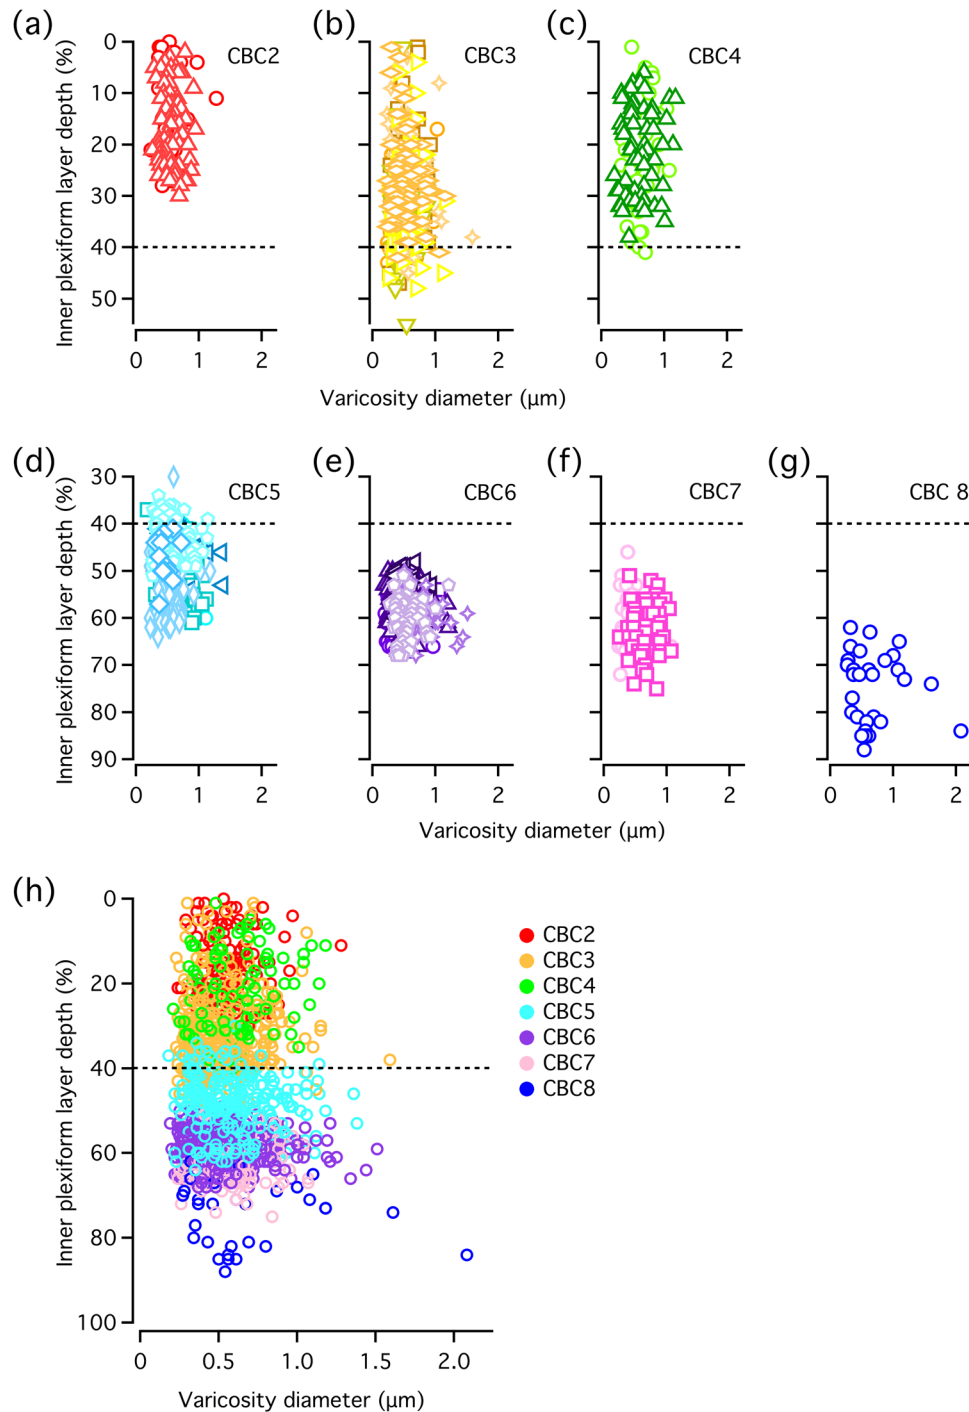 (a) (b) (c)
CBC2 CBC3 CBC4
Inner plexiform layer depth (%)
0
10
20
30
40
50
0 1 2 0 1 2 0 1 2
Varicosity diameter (μm)
(d) (e) (f) (g)
CBC5 CBC6 CBC7 CBC 8
Inner plexiform layer depth (%)
30
40
50
60
70
80
90
0 1 2 0 1 2 0 1 2 0 1 2
Varicosity diameter (μm)
(h)
Inner plexiform layer depth (%)
0
20
40
60
80
100
0 0.5 1.0 1.5 2.0
Varicosity diameter (μm)
CBC2
CBC3
CBC4
CBC5
CBC6
CBC7
CBC8